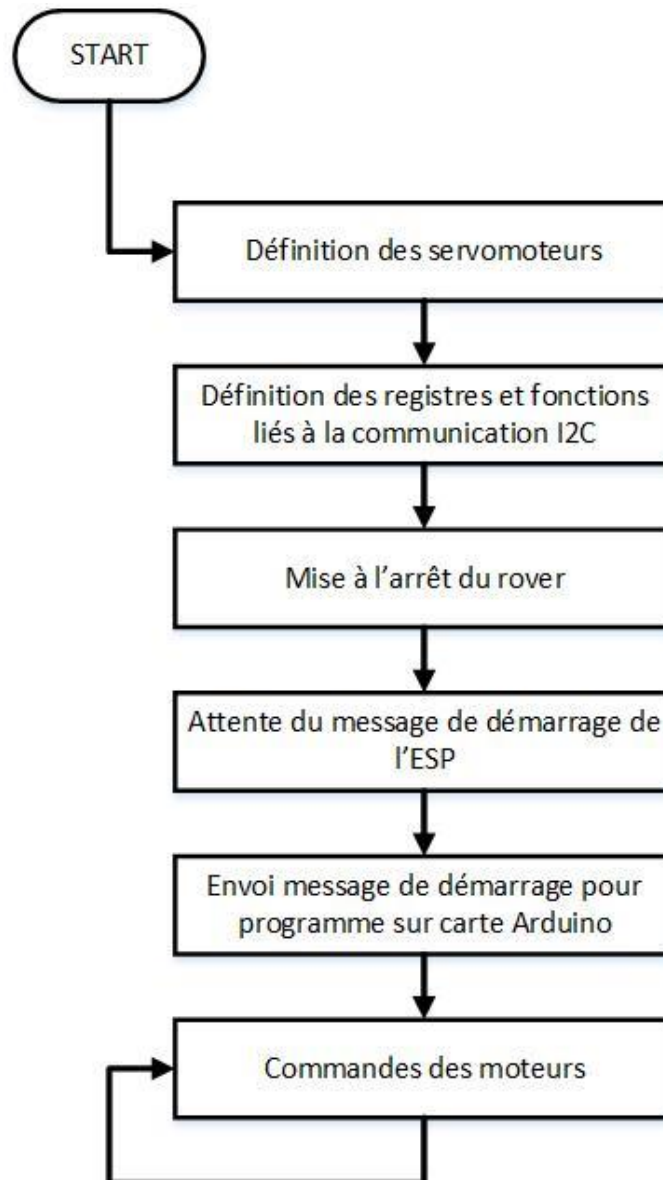 START
Définition des servomoteurs
Définition des registres et fonctions
liés à la communication I2C
Mise à l’arrêt du rover
Attente du message de démarrage de
l’ESP
Envoi message de démarrage pour
programme sur carte Arduino
Commandes des moteurs